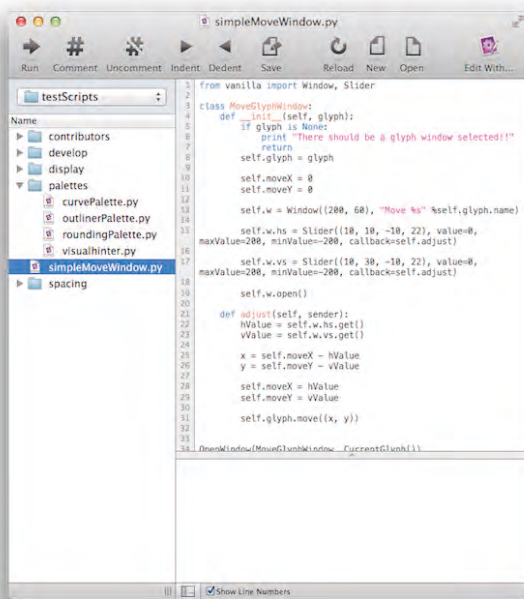 simpleMoveWindow.py
Run Comment Uncomment Indent Dedent Save Reload New Open Edit With...
testScripts
Name
contributors
develop
display
palettes
curvePalette.py
outlinerPalette.py
roundingPalette.py
visualhinter.py
simpleMoveWindow.py
spacing
1 from vanilla import Window, Slider
2
3 class MoveGlyphWindow:
4 def __init__(self, glyph):
5 if glyph is None:
6 print "There should be a glyph window selected!!"
7 return
8 self.glyph = glyph
9
10 self.moveX = 0
11 self.moveY = 0
12
13 self.w = Window((200, 60), "Move %s" %self.glyph.name)
14
15 self.w.hs = Slider((10, 10, -10, 22), value=0,
maxValue=200, minValue=-200, callback=self.adjust)
16
17 self.w.vs = Slider((10, 30, -10, 22), value=0,
maxValue=200, minValue=-200, callback=self.adjust)
18
19 self.w.open()
20
21 def adjust(self, sender):
22 hValue = self.w.hs.get()
23 vValue = self.w.vs.get()
24
25 x = self.moveX - hValue
26 y = self.moveY - vValue
27
28 self.moveX = hValue
29 self.moveY = vValue
30
31 self.glyph.move((x, y))
32
33
34 OpenWindow(MoveGlyphWindow, CurrentGlyph())
Show Line Numbers